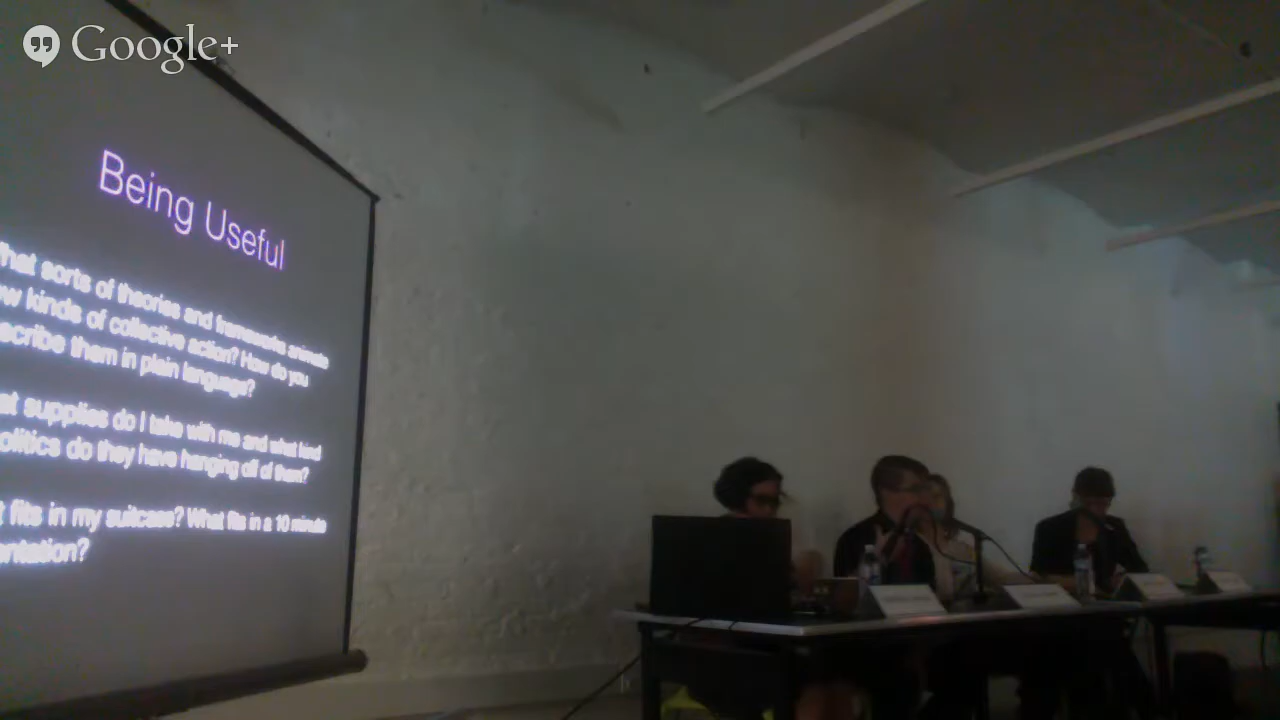 Google+
Being Useful
hat sorts of theories and frameworks animate
w kinds of collective action? How do you
scribe them in plain language?
at supplies do I take with me and what kind
olitics do they have hanging off of them?
t fits in my suitcase? What fits in a 10 minute
entation?